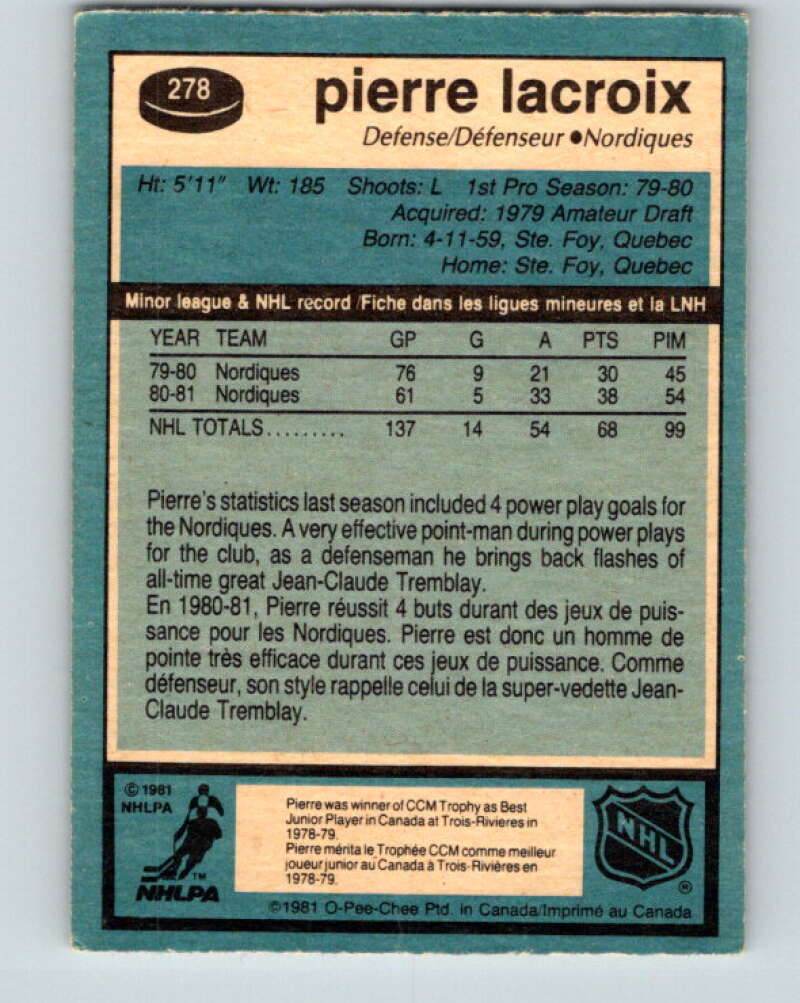 278
pierre lacroix
Defense/Défenseur ●Nordiques
Ht: 5'11" Wt: 185 Shoots: L 1st Pro Season: 79-80
Acquired: 1979 Amateur Draft
Born: 4-11-59, Ste. Foy, Quebec
Home: Ste. Foy, Quebec
Minor league & NHL record/Fiche dans les ligues mineures et la LNH
YEAR TEAM GP G A PTS PIM
79-80 Nordiques 76 9 21 30 45
80-81 Nordiques 61 5 33 38 54
NHL TOTALS......... 137 14 54 68 99
Pierre's statistics last season included 4 power play goals for
the Nordiques. A very effective point-man during power plays
for the club, as a defenseman he brings back flashes of
all-time great Jean-Claude Tremblay.
En 1980-81, Pierre réussit 4 buts durant des jeux de puis-
sance pour les Nordiques. Pierre est donc un homme de
pointe très efficace durant ces jeux de puissance. Comme
défenseur, son style rappelle celui de la super-vedette Jean-
Claude Tremblay.
© 1981
NHLPA
Pierre was winner of CCM Trophy as Best
Junior Player in Canada at Trois-Rivieres in
1978-79.
Pierre mérita le Trophée CCM comme meilleur
joueur junior au Canada à Trois-Rivières en
1978-79.
NHL
®
TM
NHLPA
©1981 O-Pee-Chee Ptd. in Canada/Imprimé au Canada